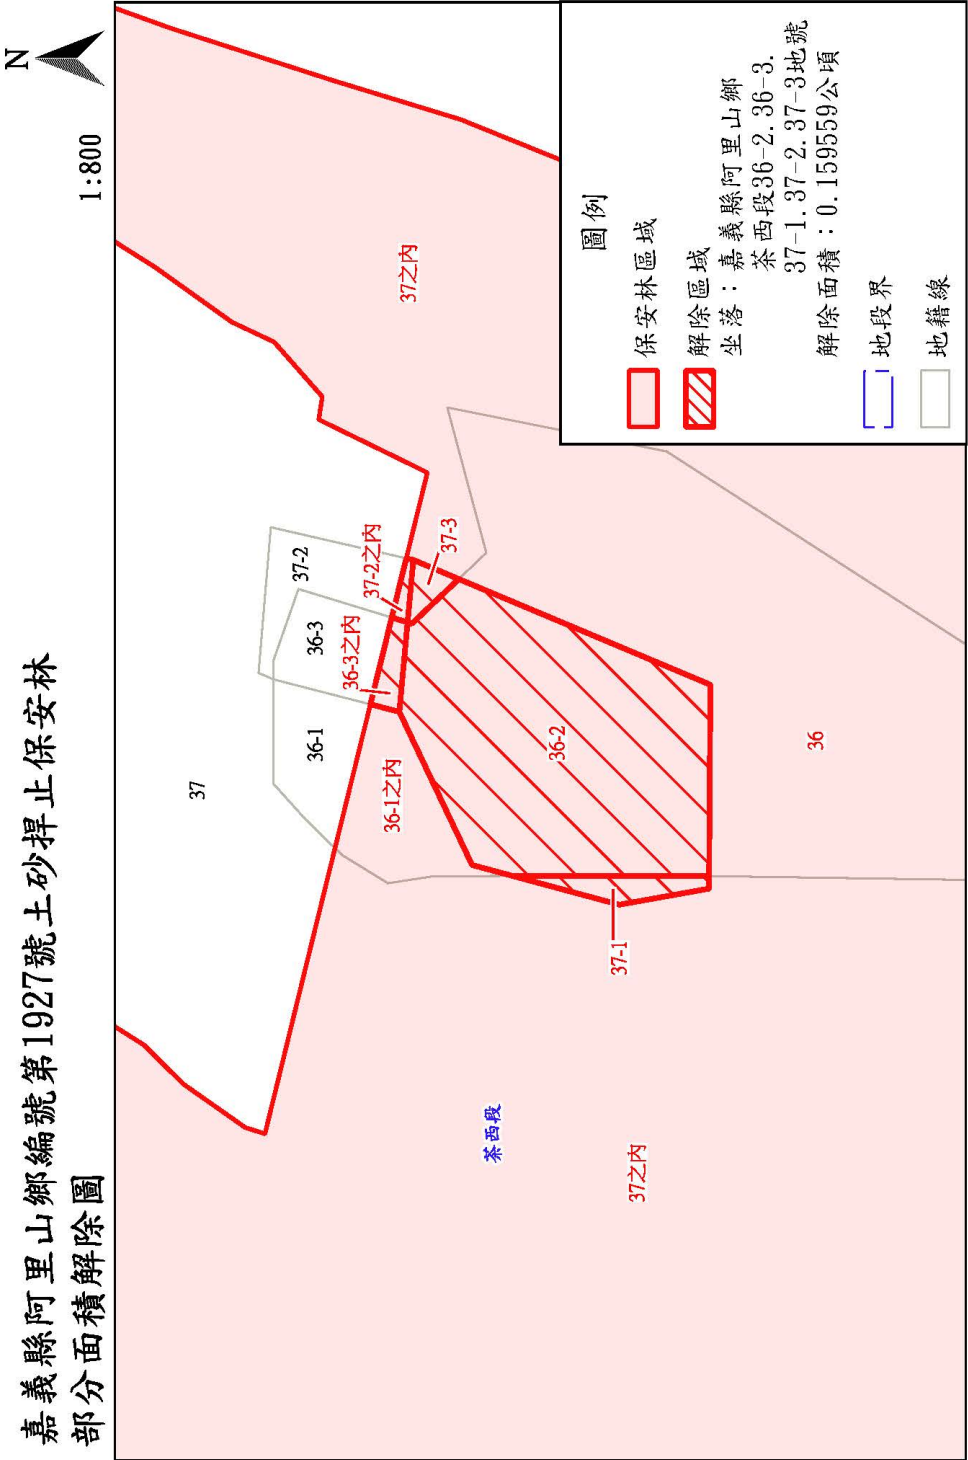 嘉義縣阿里山鄉編號第1927號土砂捍止保安林
部分面積解除圖
N
1:800
37
37-2
36-3
36-1
37之內
37-2之內
37-3
36-3之內
36-1之內
36-2
36
37-1
茶西段
37之內
圖例
保安林區域
解除區域
坐落：嘉義縣阿里山鄉
茶西段36-2.36-3.
37-1.37-2.37-3地號
解除面積：0.159559公頃
地段界
地籍線